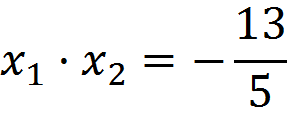 x₁ · x₂ = −13/5